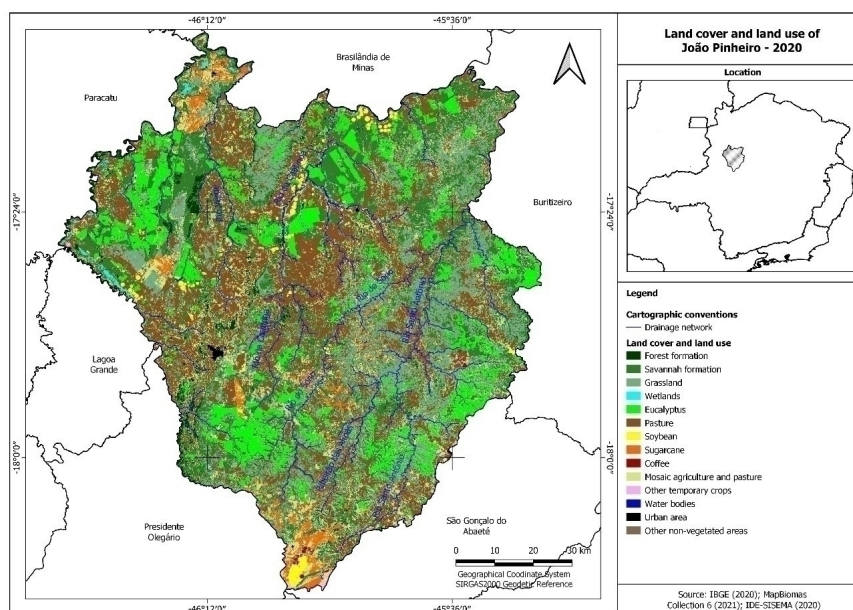 -46°12'0"
-45°36'0"
Brasilândia de
Minas
Paracatu
-17°24'0"
-17°24'0"
Buritizeiro
Lagoa
Grande
-18°0'0"
-18°0'0"
Presidente
Olegário
São Gonçalo do
Abaeté
0 10 20 30 km
Geographical Coodinate System
SIRGAS2000 Geodetic Reference
-46°12'0"
-45°36'0"
Land cover and land use of
João Pinheiro - 2020
Location
Legend
Cartographic conventions
Drainage network
Land cover and land use
Forest formation
Savannah formation
Grassland
Wetlands
Eucalyptus
Pasture
Soybean
Sugarcane
Coffee
Mosaic agriculture and pasture
Other temporary crops
Water bodies
Urban area
Other non-vegetated areas
Source: IBGE (2020); MapBiomas
Collection 6 (2021); IDE-SISEMA (2020)